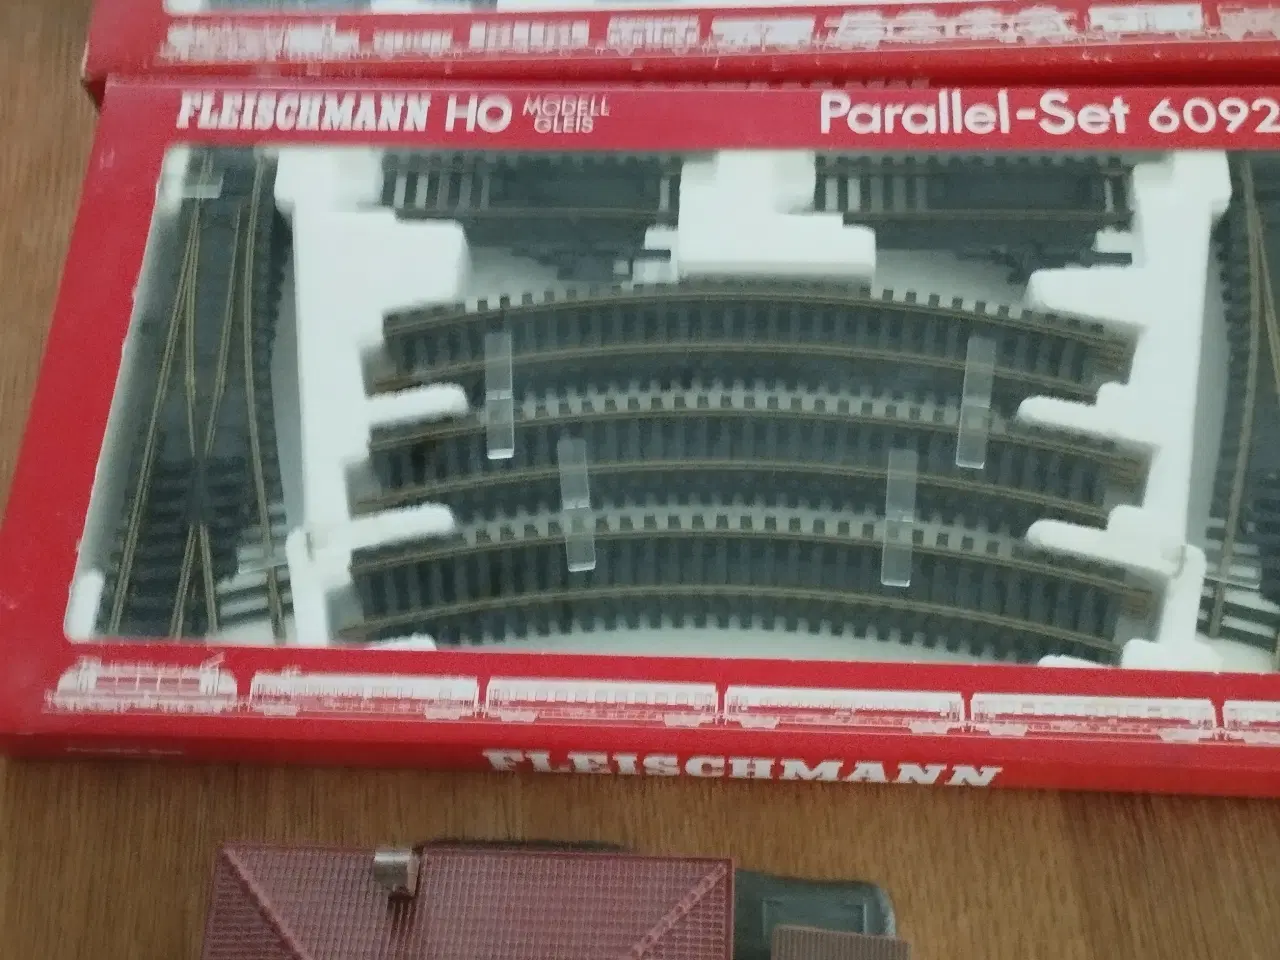 FLEISCHMANN HO MODELL GLEIS
Parallel-Set 6092
FLEISCHMANN